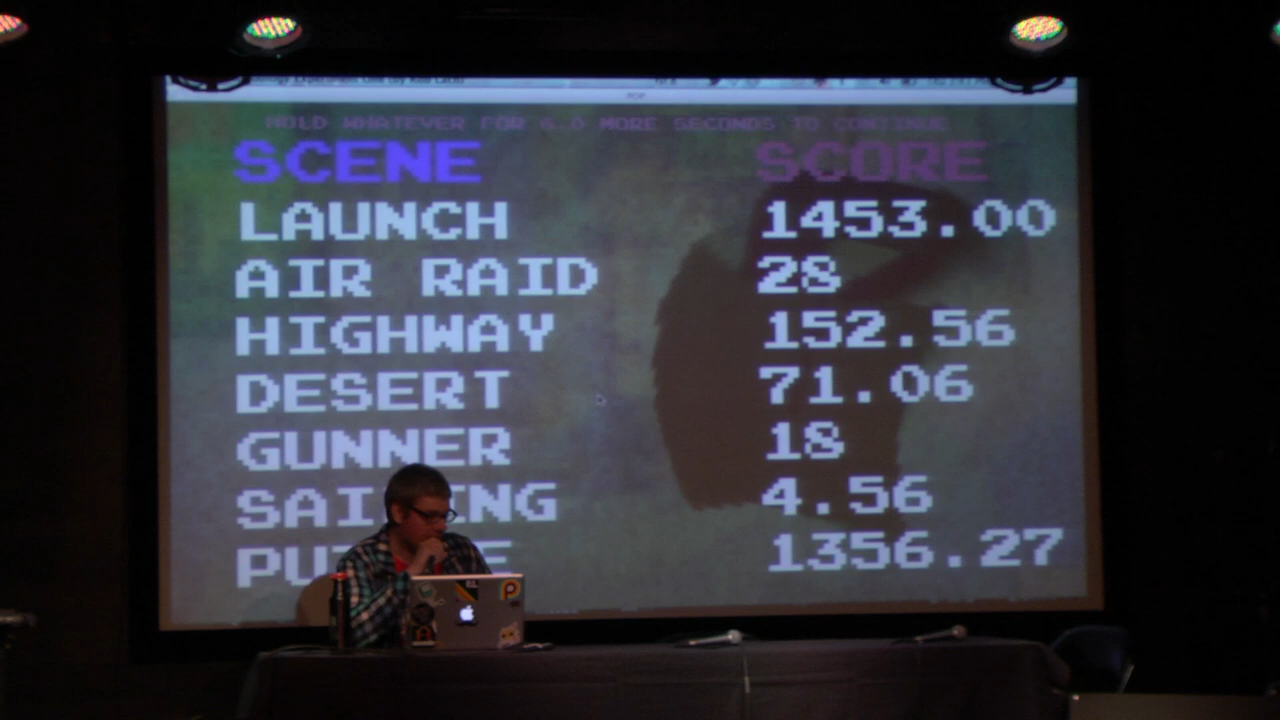 HOLD WHATEVER FOR 6.0 MORE SECONDS TO CONTINUE
SCENE SCORE
LAUNCH 1453.00
AIR RAID 28
HIGHWAY 152.56
DESERT 71.06
GUNNER 18
SAILING 4.56
1356.27